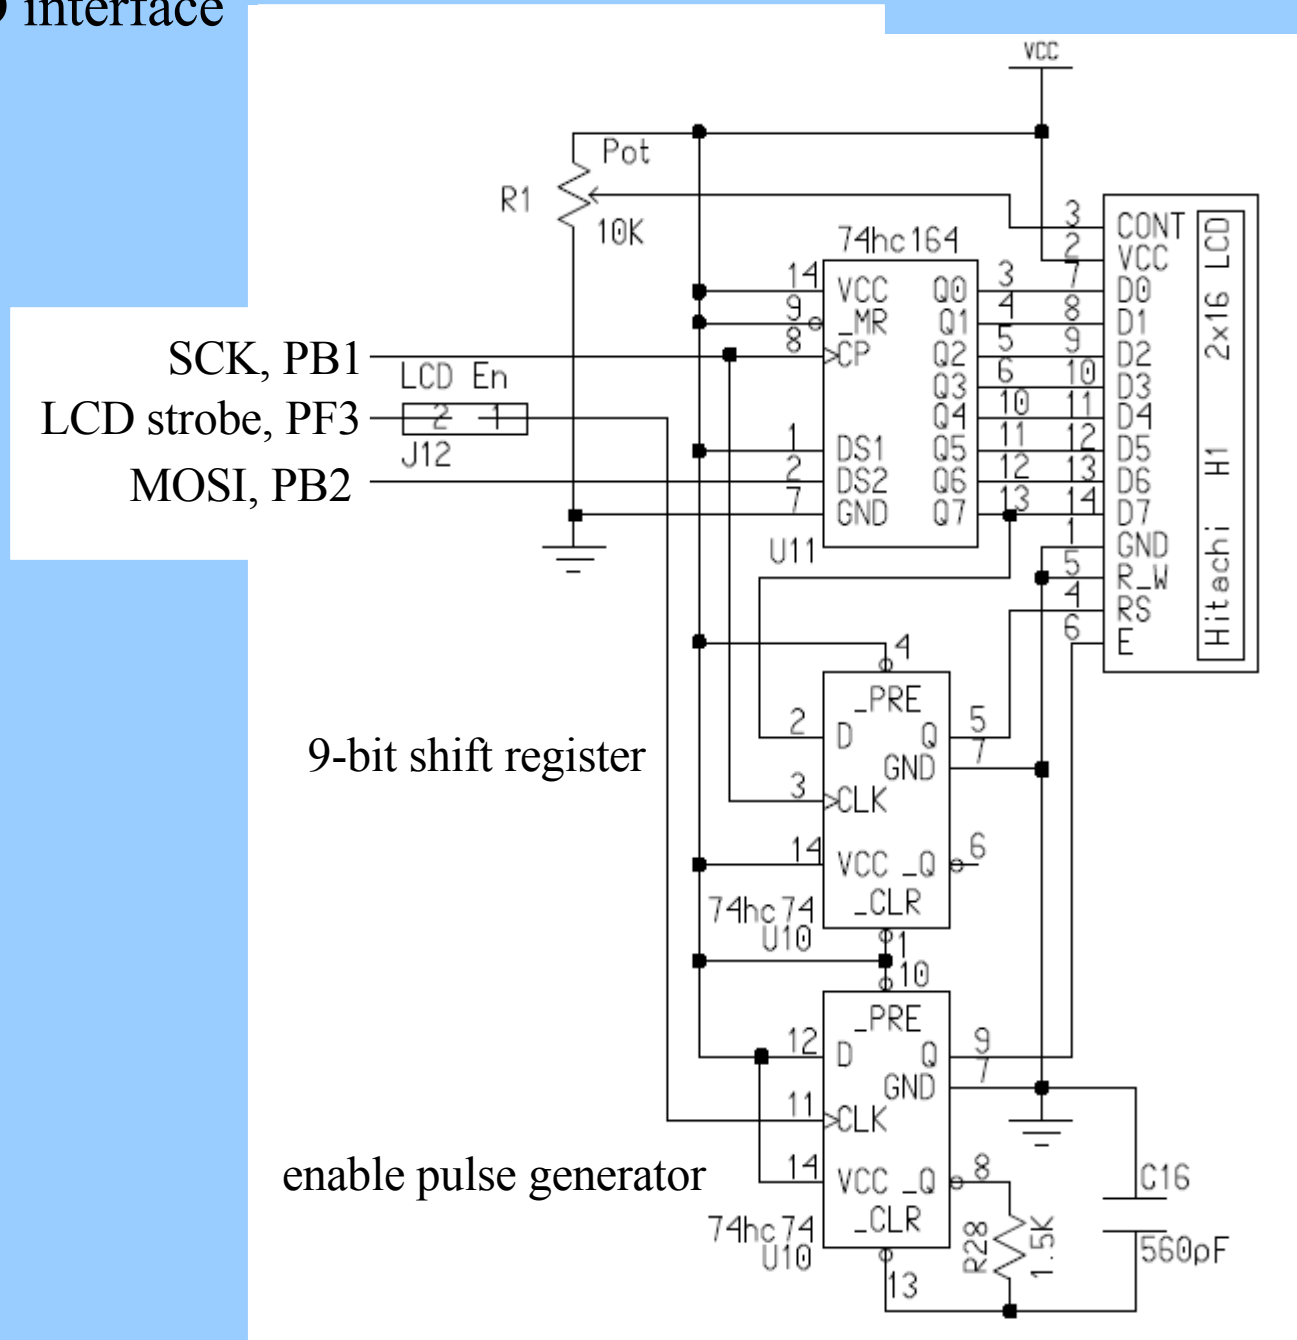 interface
VCC
Pot
R1
10K
74hc164
14 VCC Q0 3
9 _MR Q1 4
8 CP Q2 5
Q3 6
Q4 10
1 DS1 Q5 11
2 DS2 Q6 12
7 GND Q7 13
U11
3 CONT
2 VCC
7 D0
8 D1
9 D2
10 D3
11 D4
12 D5
13 D6
14 D7
1 GND
5 R_W
4 RS
6 E
Hitachi H1 2x16 LCD
SCK, PB1
LCD En
LCD strobe, PF3
2 1
J12
MOSI, PB2
9-bit shift register
4
_PRE
2 D Q 5
GND 7
3 CLK
14 VCC _Q 6
_CLR
74hc74
U10
1
10
_PRE
12 D Q 9
GND 7
11 CLK
enable pulse generator
14 VCC _Q 8
_CLR
74hc74
U10
13
R28
1.5K
C16
560pF